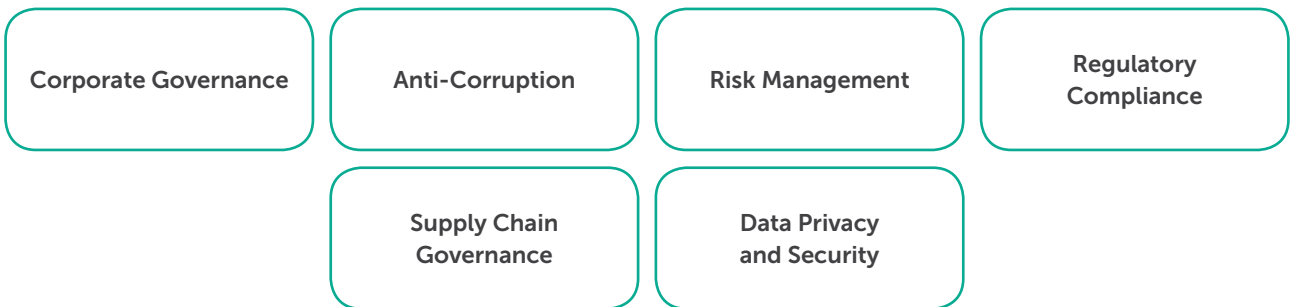 Corporate Governance
Anti-Corruption
Risk Management
Regulatory
Compliance
Supply Chain
Governance
Data Privacy
and Security